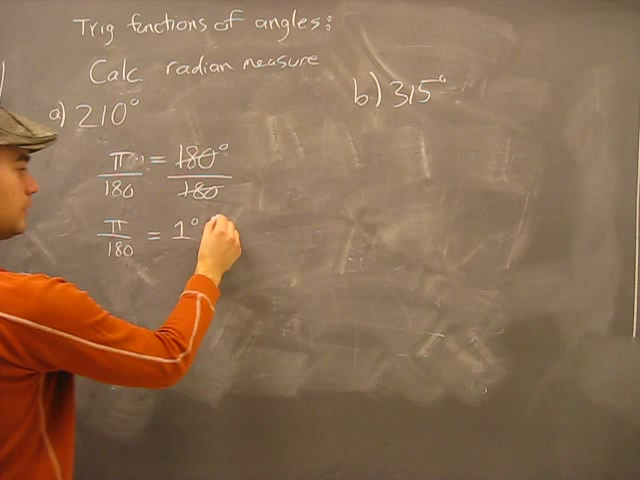 Trig functions of angles:
Calc. radian measure
a) 210°
π = 180°
180 180
π/180 = 1°
b.) 315°